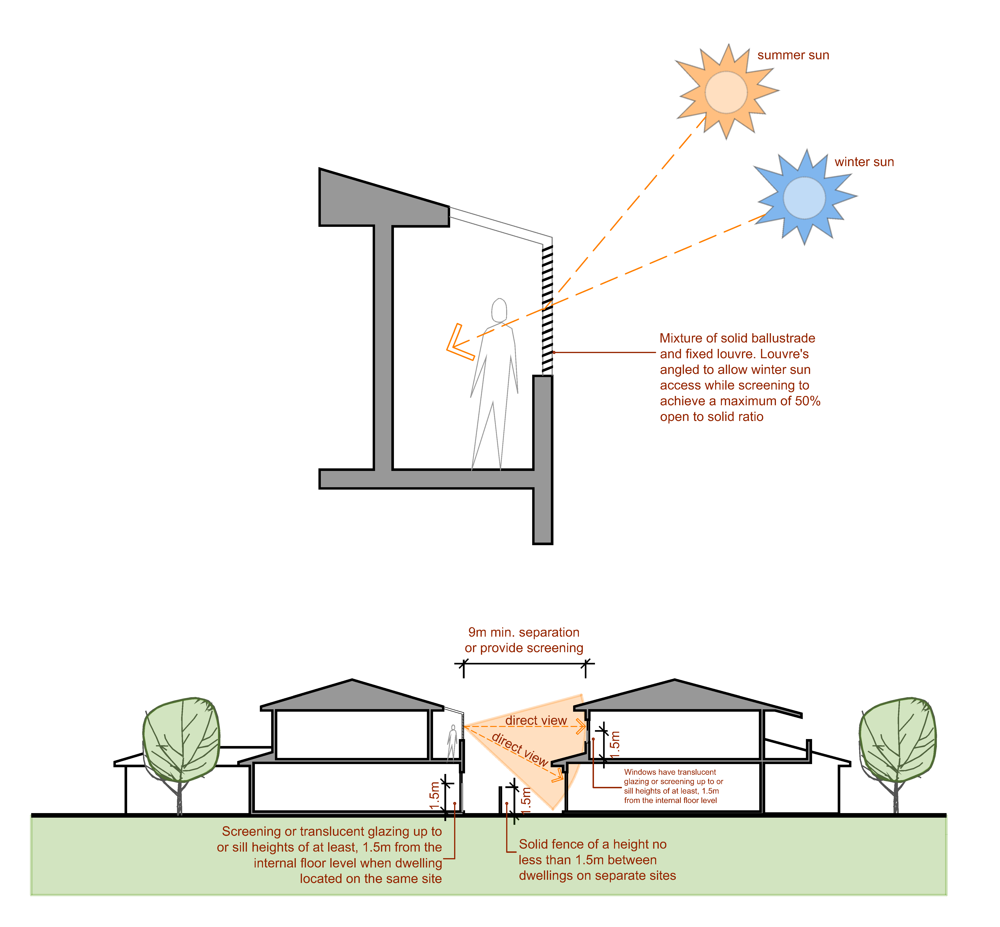 summer sun
winter sun
Mixture of solid ballustrade
and fixed louvre. Louvre's
angled to allow winter sun
access while screening to
achieve a maximum of 50%
open to solid ratio
9m min. separation
or provide screening
direct view
direct view
1.5m
Windows have translucent
glazing or screening up to or
sill heights of at least, 1.5m
from the internal floor level
1.5m
1.5m
Screening or translucent glazing up to
or sill heights of at least, 1.5m from the
internal floor level when dwelling
located on the same site
Solid fence of a height no
less than 1.5m between
dwellings on separate sites